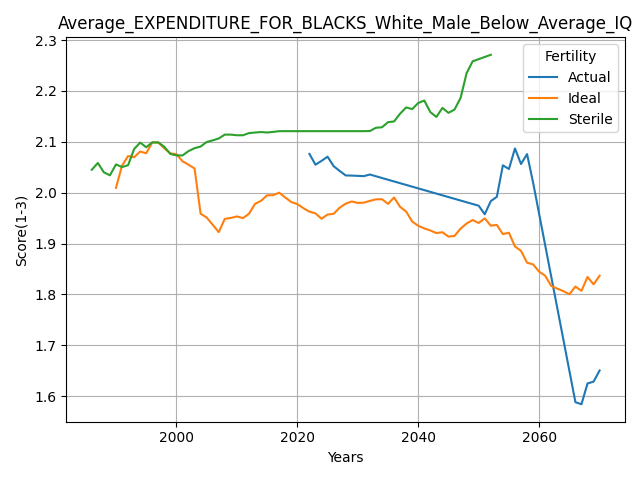 Average_EXPENDITURE_FOR_BLACKS_White_Male_Below_Average_IQ
2.3
2.2
2.1
2.0
1.9
1.8
1.7
1.6
Score(1-3)
Fertility
Actual
Ideal
Sterile
2000
2020
2040
2060
Years